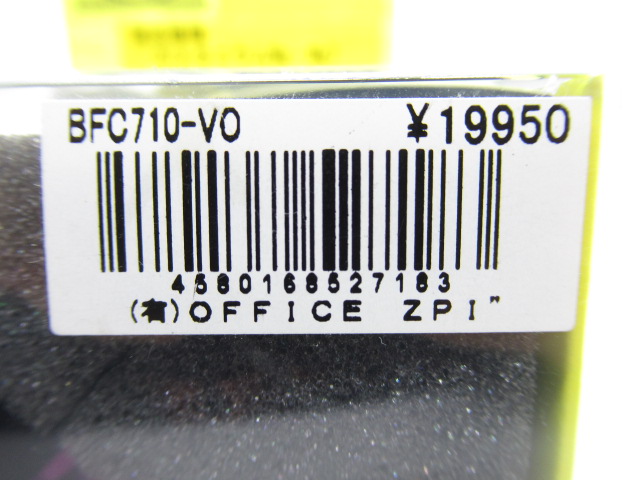 BFC710-VO ¥19950
4580168527183
(有)OFFICE ZPI"